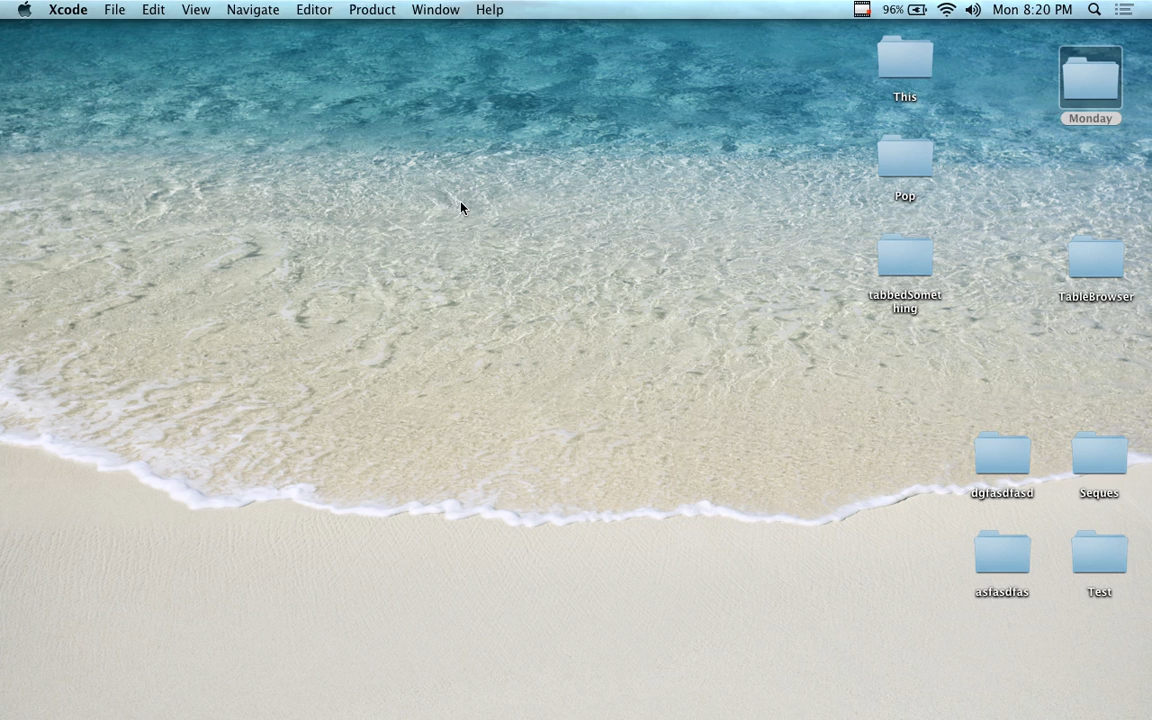 Xcode File Edit View Navigate Editor Product Window Help 96% Mon 8:20 PM
This
Monday
Pop
tabbedSomet
hing
TableBrowser
dgfasdfasd
Seques
asfasdfas
Test